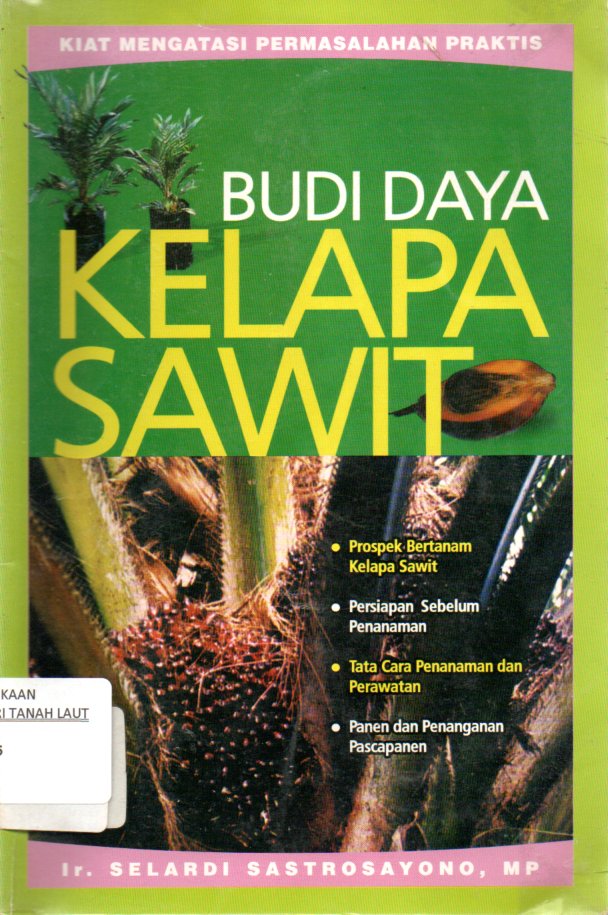 KIAT MENGATASI PERMASALAHAN PRAKTIS
BUDI DAYA
KELAPA
SAWIT
• Prospek Bertanam
Kelapa Sawit
• Persiapan Sebelum
Penanaman
• Tata Cara Penanaman dan
Perawatan
• Panen dan Penanganan
Pascapanen
KAAN
RI TANAH LAUT
Ir. SELARDI SASTROSAYONO, MP